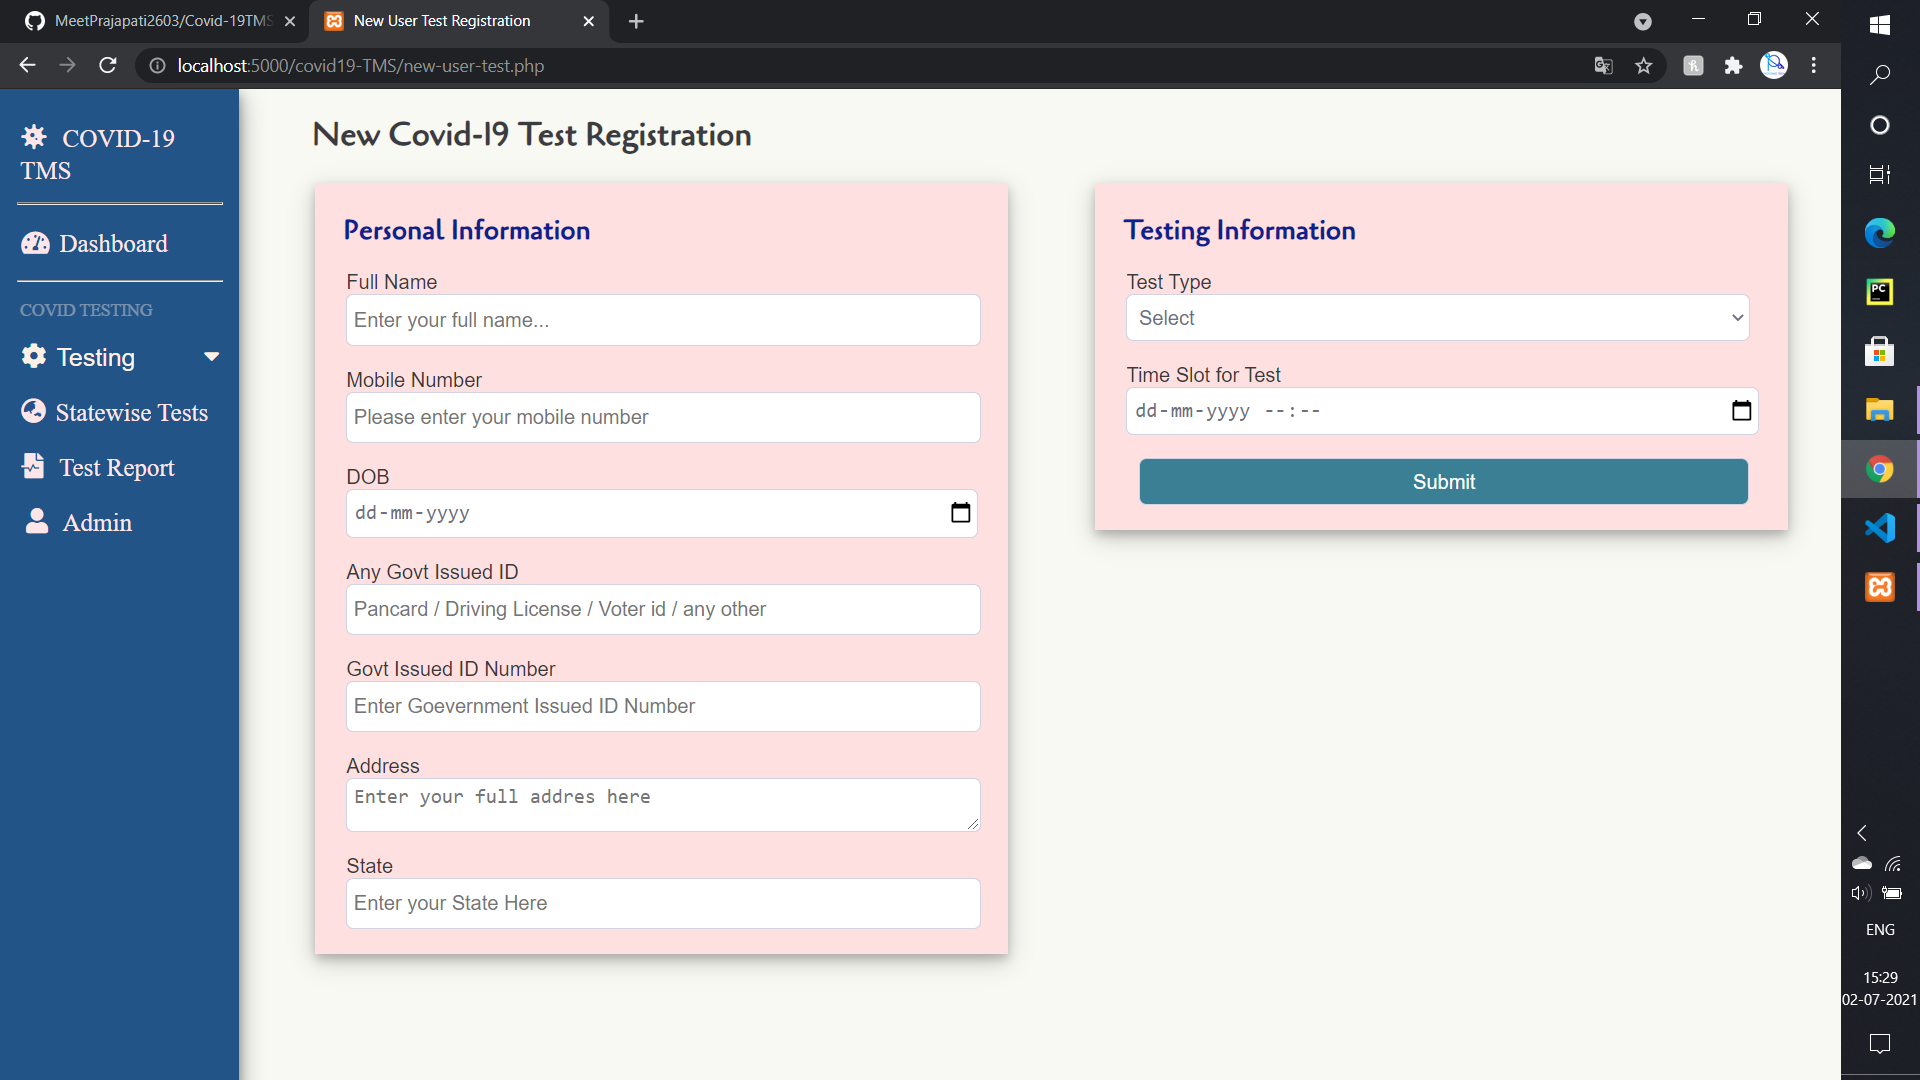 MeetPrajapati2603/Covid-19TMS
New User Test Registration
localhost:5000/covid19-TMS/new-user-test.php
COVID-19
TMS
Dashboard
COVID TESTING
Testing
Statewise Tests
Test Report
Admin
New Covid-19 Test Registration
Personal Information
Full Name
Enter your full name...
Mobile Number
Please enter your mobile number
DOB
dd-mm-yyyy
Any Govt Issued ID
Pancard / Driving License / Voter id / any other
Govt Issued ID Number
Enter Goevernment Issued ID Number
Address
Enter your full addres here
State
Enter your State Here
Testing Information
Test Type
Select
Time Slot for Test
dd-mm-yyyy --:--
Submit
PC
ENG
15:29
02-07-2021